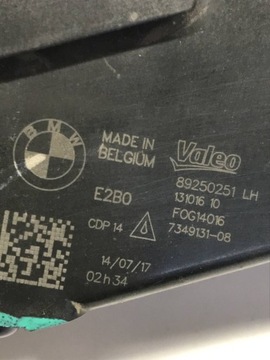 BMW
MADE IN
BELGIUM
Valeo
89250251 LH
131016 10
E2B0
FOG14016
CDP 14
7349131-08
14/07/17
02h34